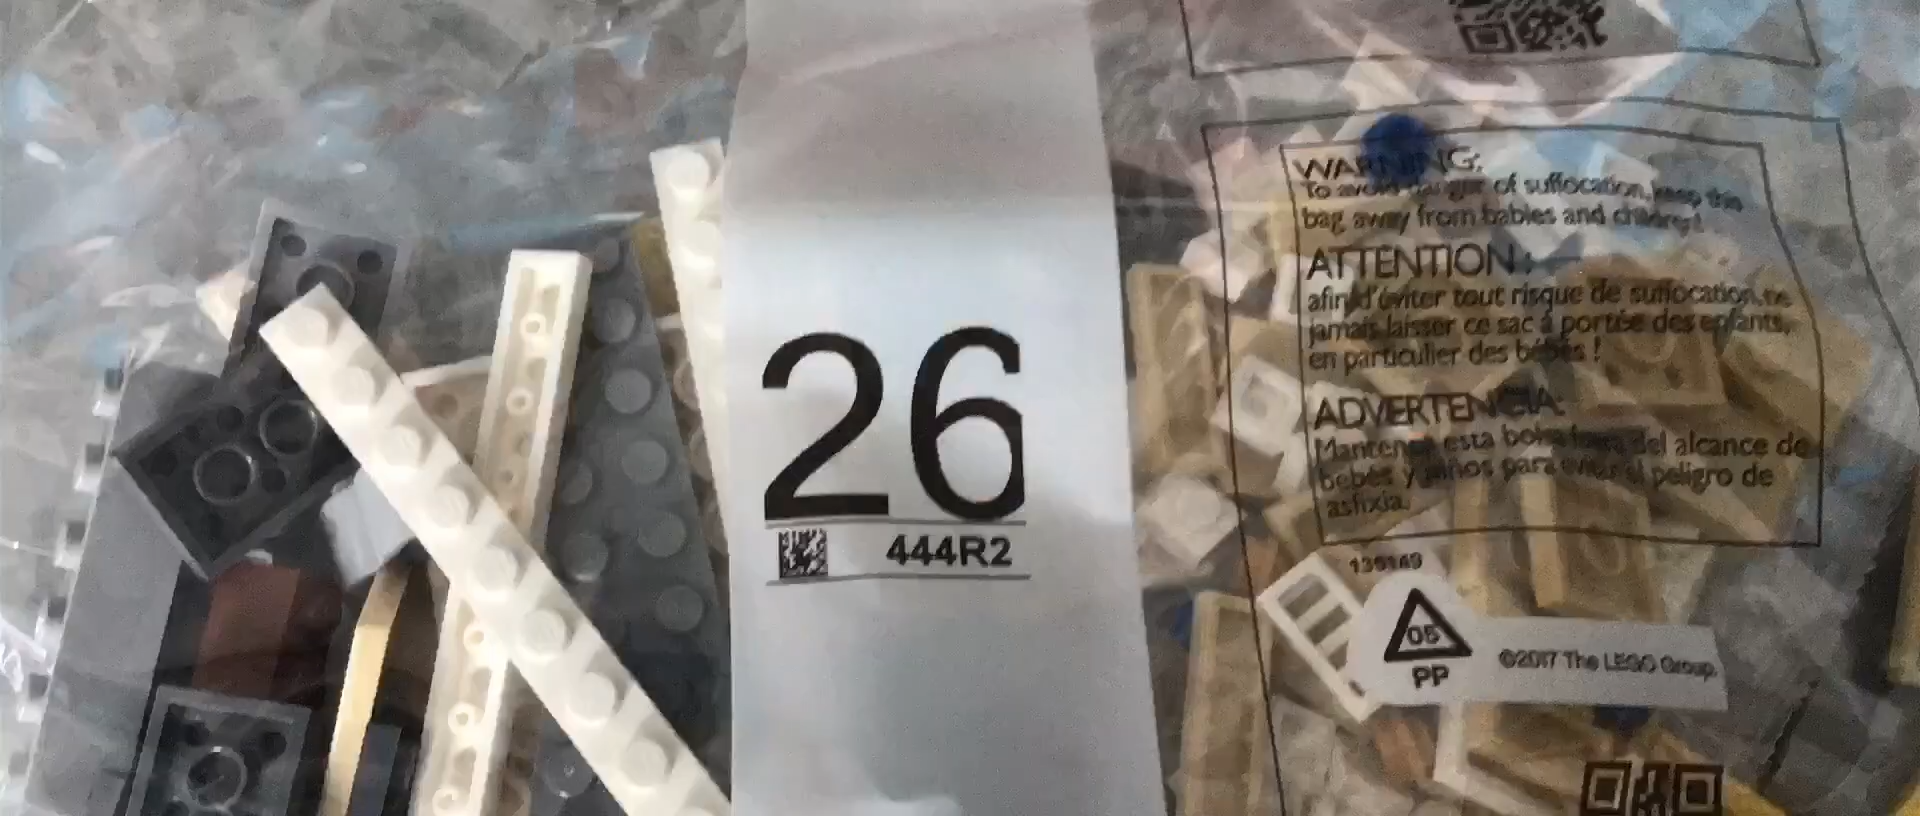 26
444R2
WARNING:
To avoid danger of suffocation, keep this
bag away from babies and children!
ATTENTION :
afin d'éviter tout risque de suffocation, ne
jamais laisser ce sac à portée des enfants,
en particulier des bébés !
ADVERTENCIA:
Mantener esta bolsa fuera del alcance de
bebés y niños para evitar el peligro de
asfixia.
05
PP
©2017 The LEGO Group.